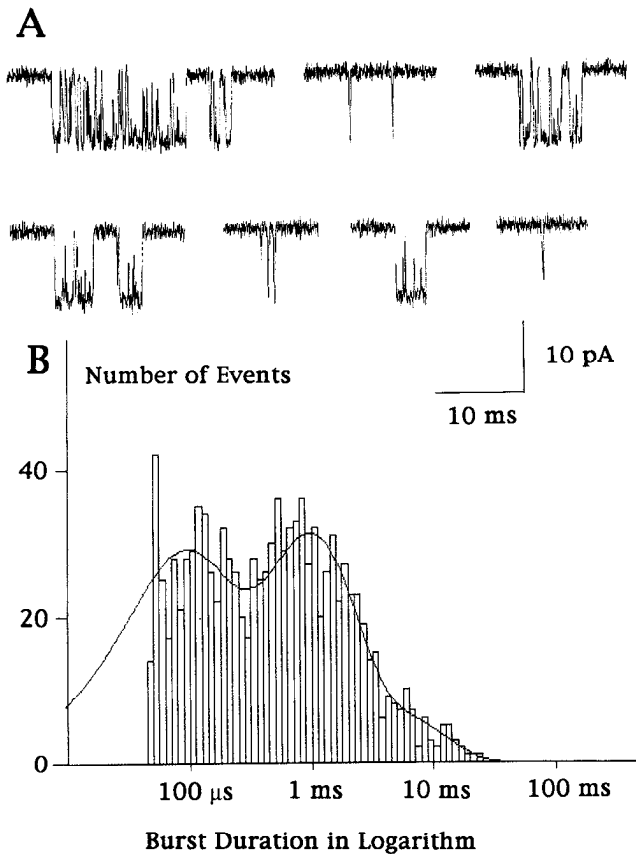 A
10 pA
10 ms
B
Number of Events
40
20
0
100 µs
1 ms
10 ms
100 ms
Burst Duration in Logarithm